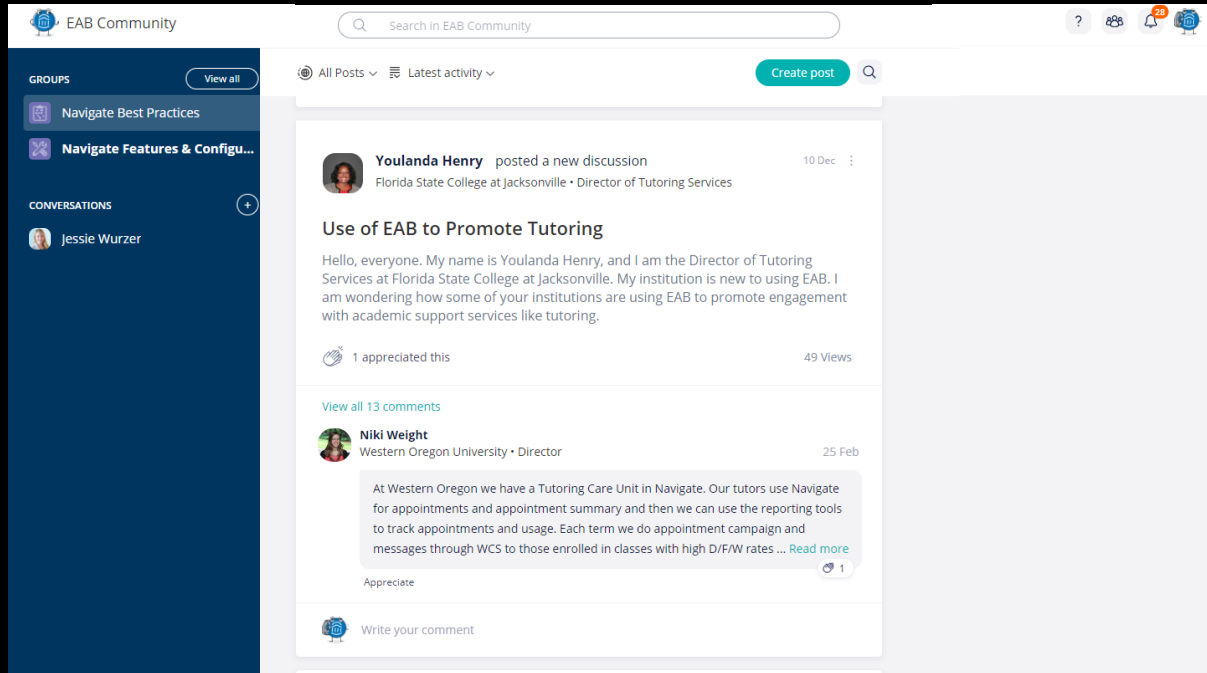 EAB Community
Search in EAB Community
?
28
GROUPS
View all
Navigate Best Practices
Navigate Features & Configu...
CONVERSATIONS
+
Jessie Wurzer
All Posts
Latest activity
Create post
Youlanda Henry posted a new discussion
10 Dec
Florida State College at Jacksonville • Director of Tutoring Services
Use of EAB to Promote Tutoring
Hello, everyone. My name is Youlanda Henry, and I am the Director of Tutoring
Services at Florida State College at Jacksonville. My institution is new to using EAB. I
am wondering how some of your institutions are using EAB to promote engagement
with academic support services like tutoring.
1 appreciated this
49 Views
View all 13 comments
Niki Weight
Western Oregon University • Director
25 Feb
At Western Oregon we have a Tutoring Care Unit in Navigate. Our tutors use Navigate
for appointments and appointment summary and then we can use the reporting tools
to track appointments and usage. Each term we do appointment campaign and
messages through WCS to those enrolled in classes with high D/F/W rates ... Read more
1
Appreciate
Write your comment